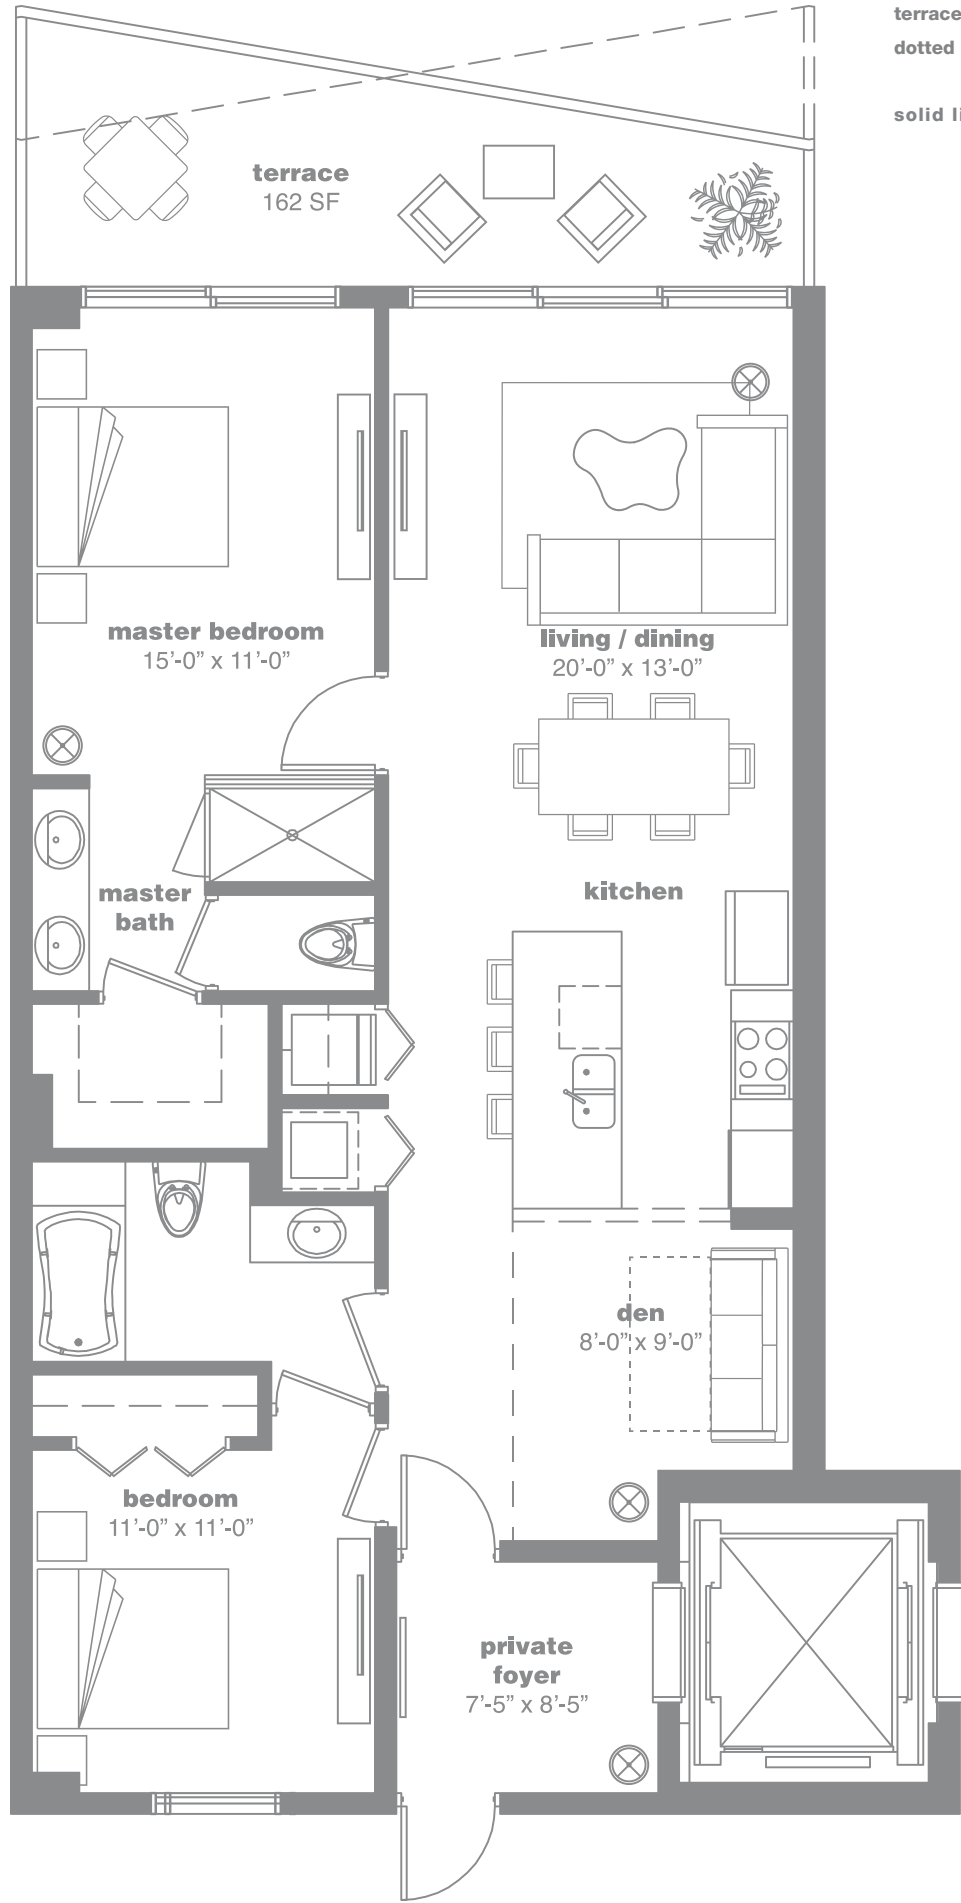 terrace
dotted
solid
terrace
162 SF
master bedroom
15’-0” x 11’-0”
living / dining
20’-0” x 13’-0”
master
bath
kitchen
den
8’-0” x 9’-0”
bedroom
11’-0” x 11’-0”
private
foyer
7’-5” x 8’-5”